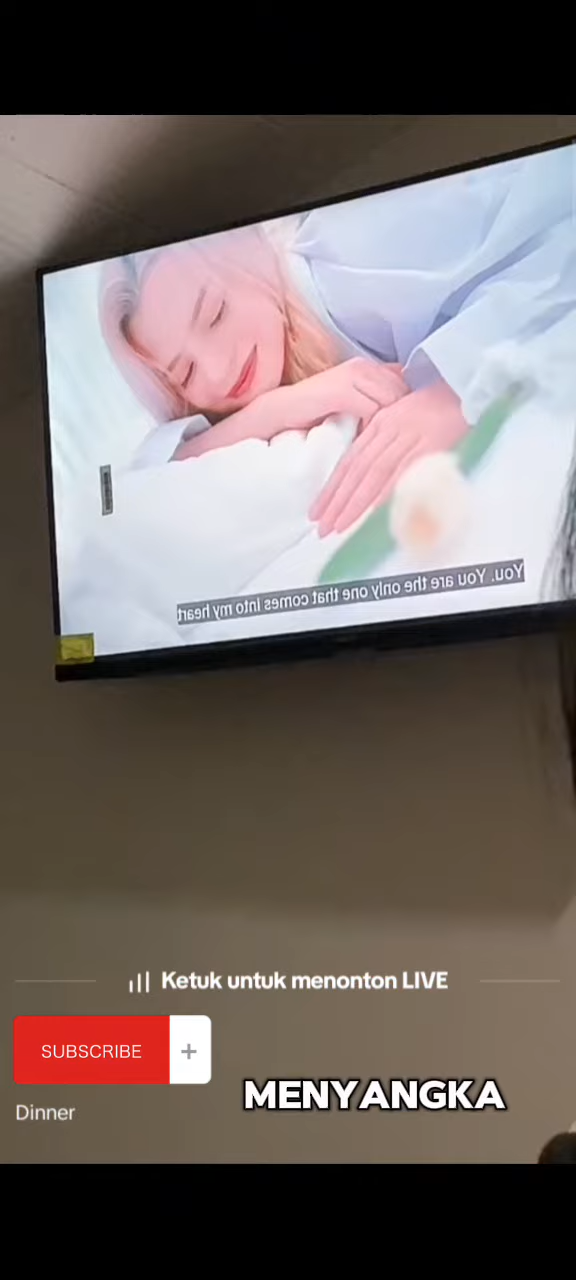 You. You are the only one that comes into my heart
Ketuk untuk menonton LIVE
SUBSCRIBE +
MENYANGKA
Dinner